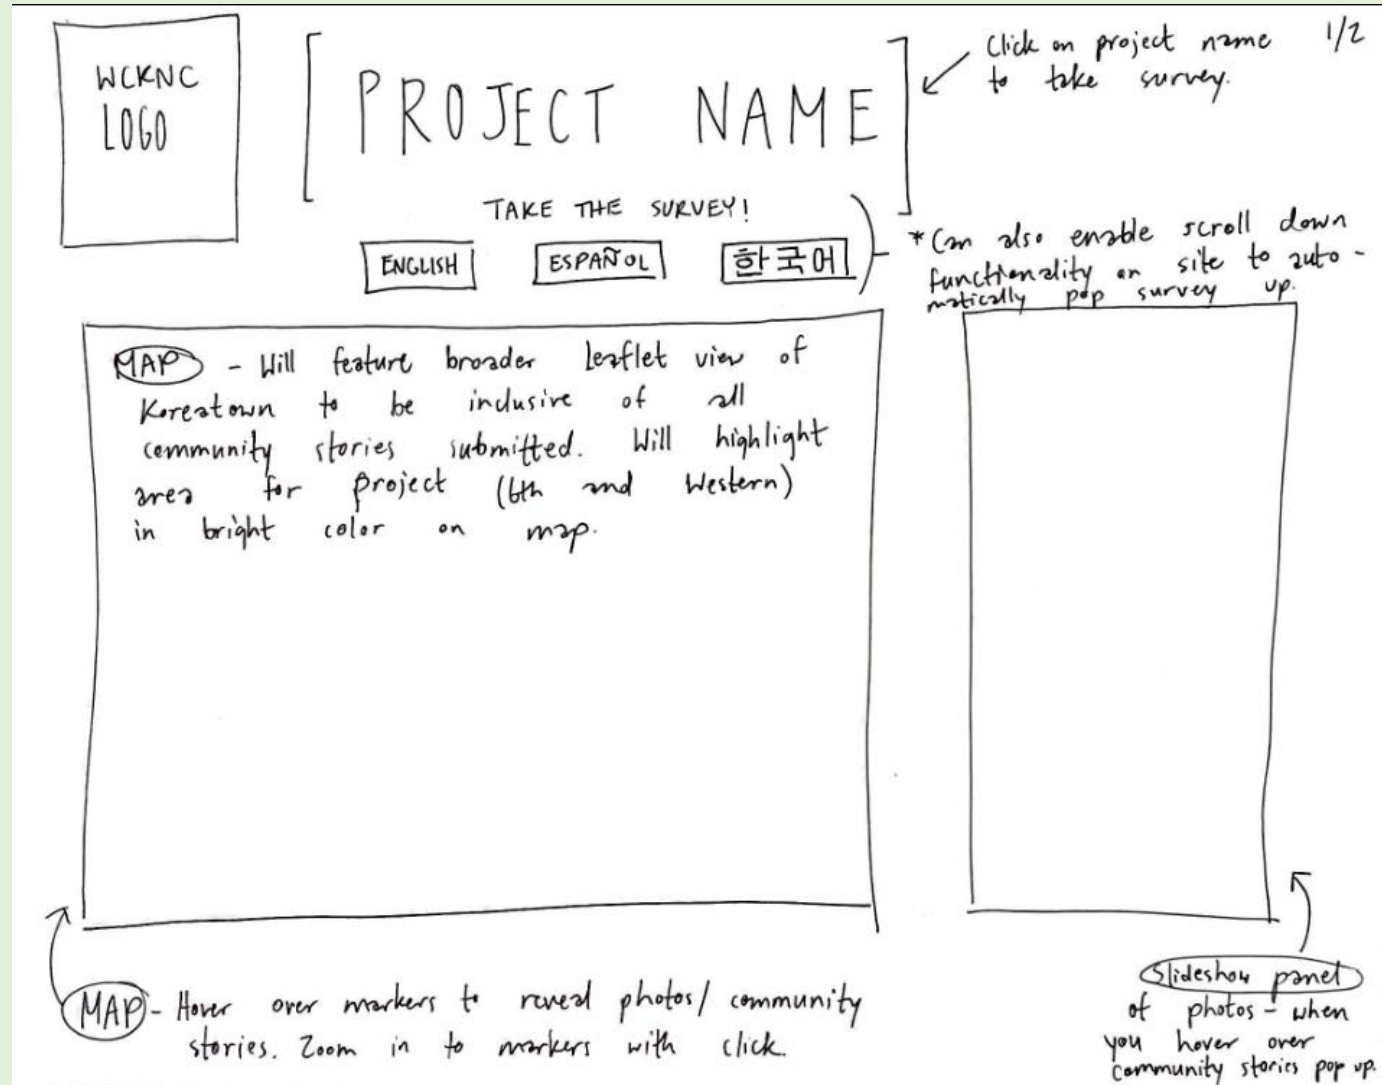 WCKNC
LOGO
PROJECT NAME
Click on project name
to take survey.
1/2
TAKE THE SURVEY!
ENGLISH
ESPAÑOL
한국어
*Can also enable scroll down
functionality on site to auto-
matically pop survey up.
MAP - Will feature broader leaflet view of
Koreatown to be inclusive of all
community stories submitted. Will highlight
area for project (6th and Western)
in bright color on map.
MAP - Hover over markers to reveal photos/community
stories. Zoom in to markers with click.
Slideshow panel
of photos - when
you hover over
community stories pop up.